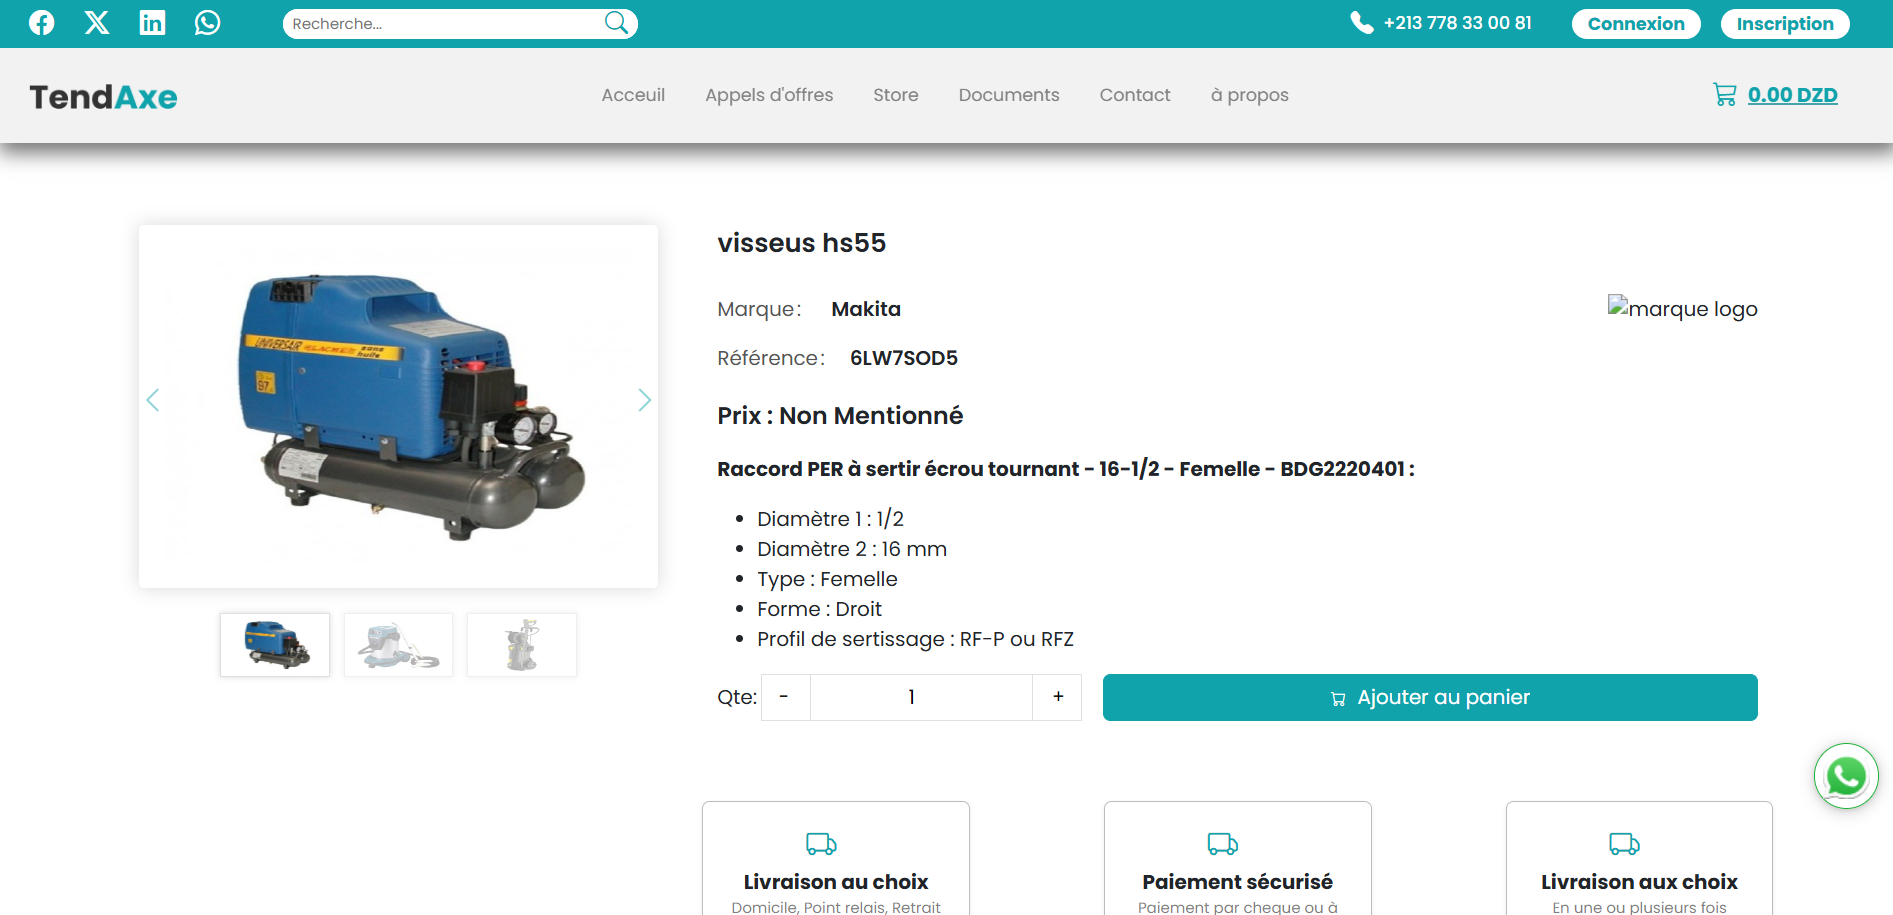 Recherche...
+213 778 33 00 81
Connexion
Inscription
TendAxe
Acceuil
Appels d'offres
Store
Documents
Contact
à propos
0.00 DZD
UNIVERSAIR
sans huile
97
visseus hs55
Marque : Makita
marque logo
Référence : 6LW7SOD5
Prix : Non Mentionné
Raccord PER à sertir écrou tournant - 16-1/2 - Femelle - BDG2220401 :
Diamètre 1 : 1/2
Diamètre 2 : 16 mm
Type : Femelle
Forme : Droit
Profil de sertissage : RF-P ou RFZ
Qte: - 1 +
Ajouter au panier
Livraison au choix
Domicile, Point relais, Retrait
Paiement sécurisé
Paiement par cheque ou à
Livraison aux choix
En une ou plusieurs fois